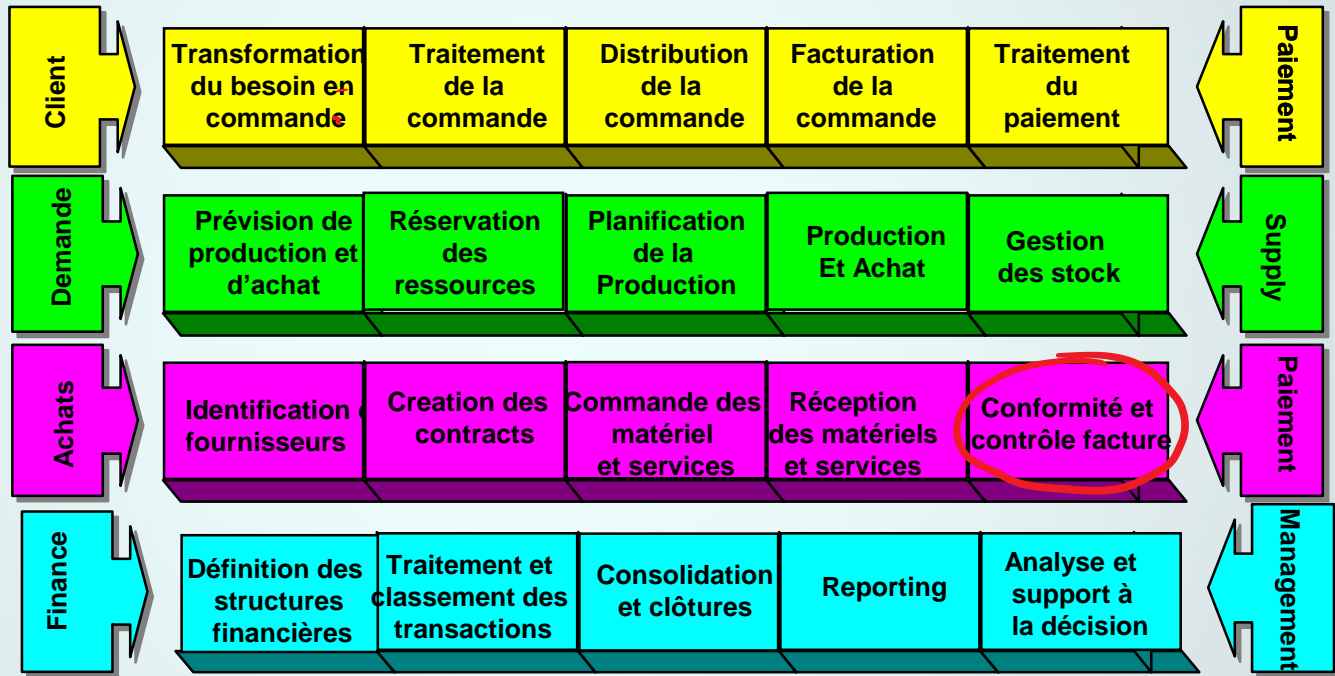 Client
Transformation
du besoin en
commande
Traitement
de la
commande
Distribution
de la
commande
Facturation
de la
commande
Traitement
du
paiement
Paiement
Demande
Prévision de
production et
d’achat
Réservation
des
ressources
Planification
de la
Production
Production
Et Achat
Gestion
des stock
Supply
Achats
Identification
fournisseurs
Creation des
contracts
Commande des
matériel
et services
Réception
des matériels
et services
Conformité et
contrôle facture
Paiement
Finance
Définition des
structures
financières
Traitement et
classement des
transactions
Consolidation
et clôtures
Reporting
Analyse et
support à
la décision
Management